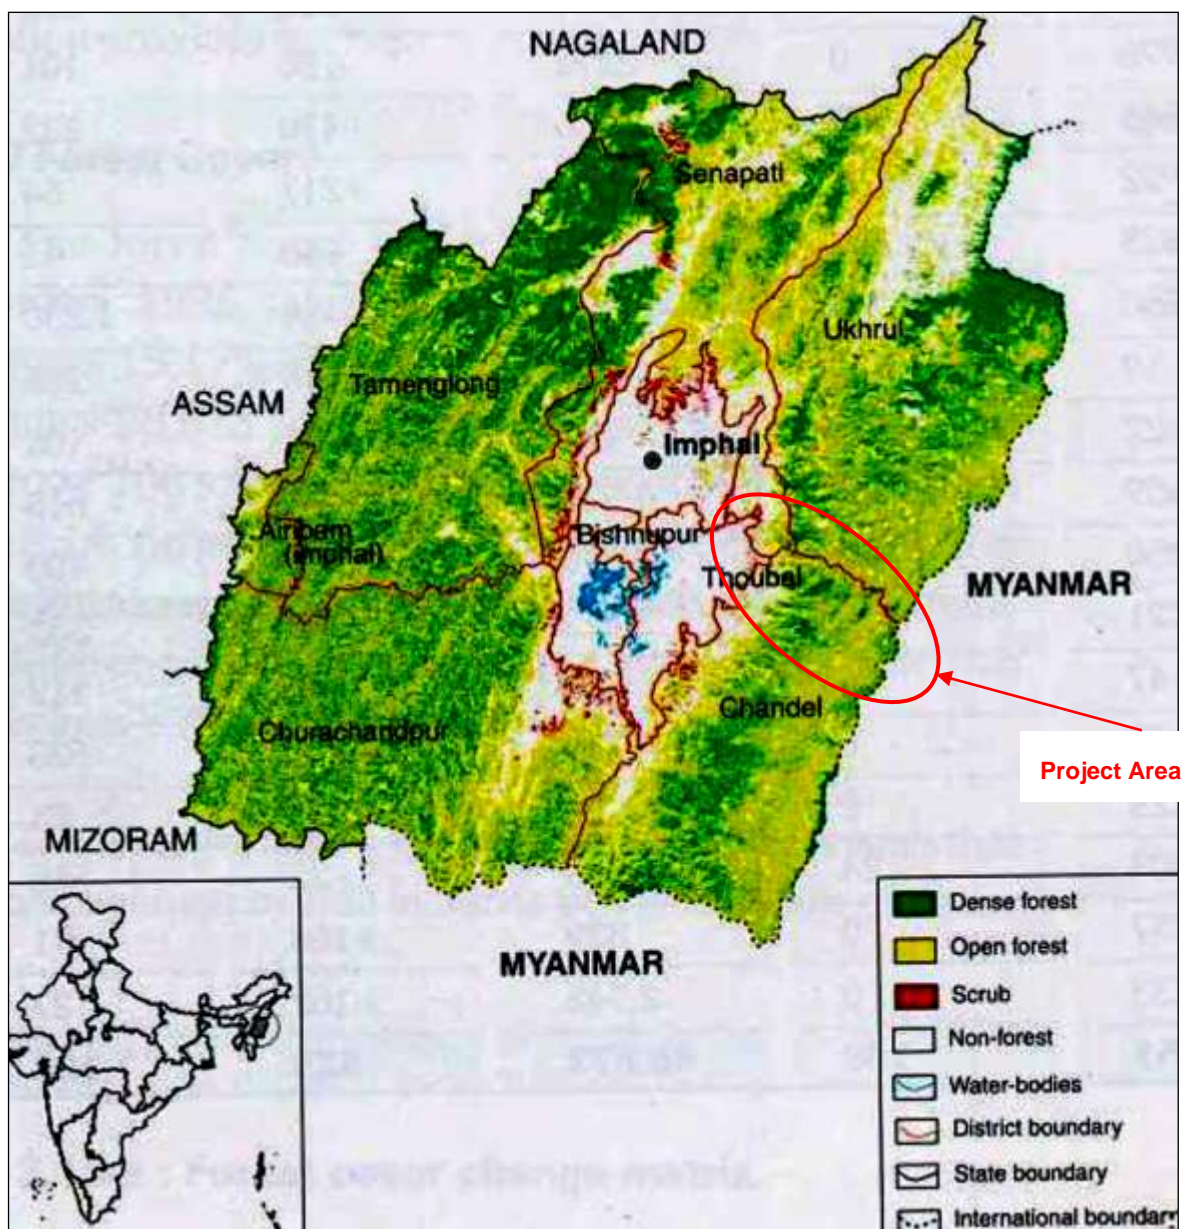 NAGALAND
Senapati
Ukhrul
Tamenglong
ASSAM
Imphal
(Imphal)
Bishnupur
Thoubal
MYANMAR
Chandel
Churachandpur
Project Area
MIZORAM
MYANMAR
Dense forest
Open forest
Scrub
Non-forest
Water-bodies
District boundary
State boundary
International boundary